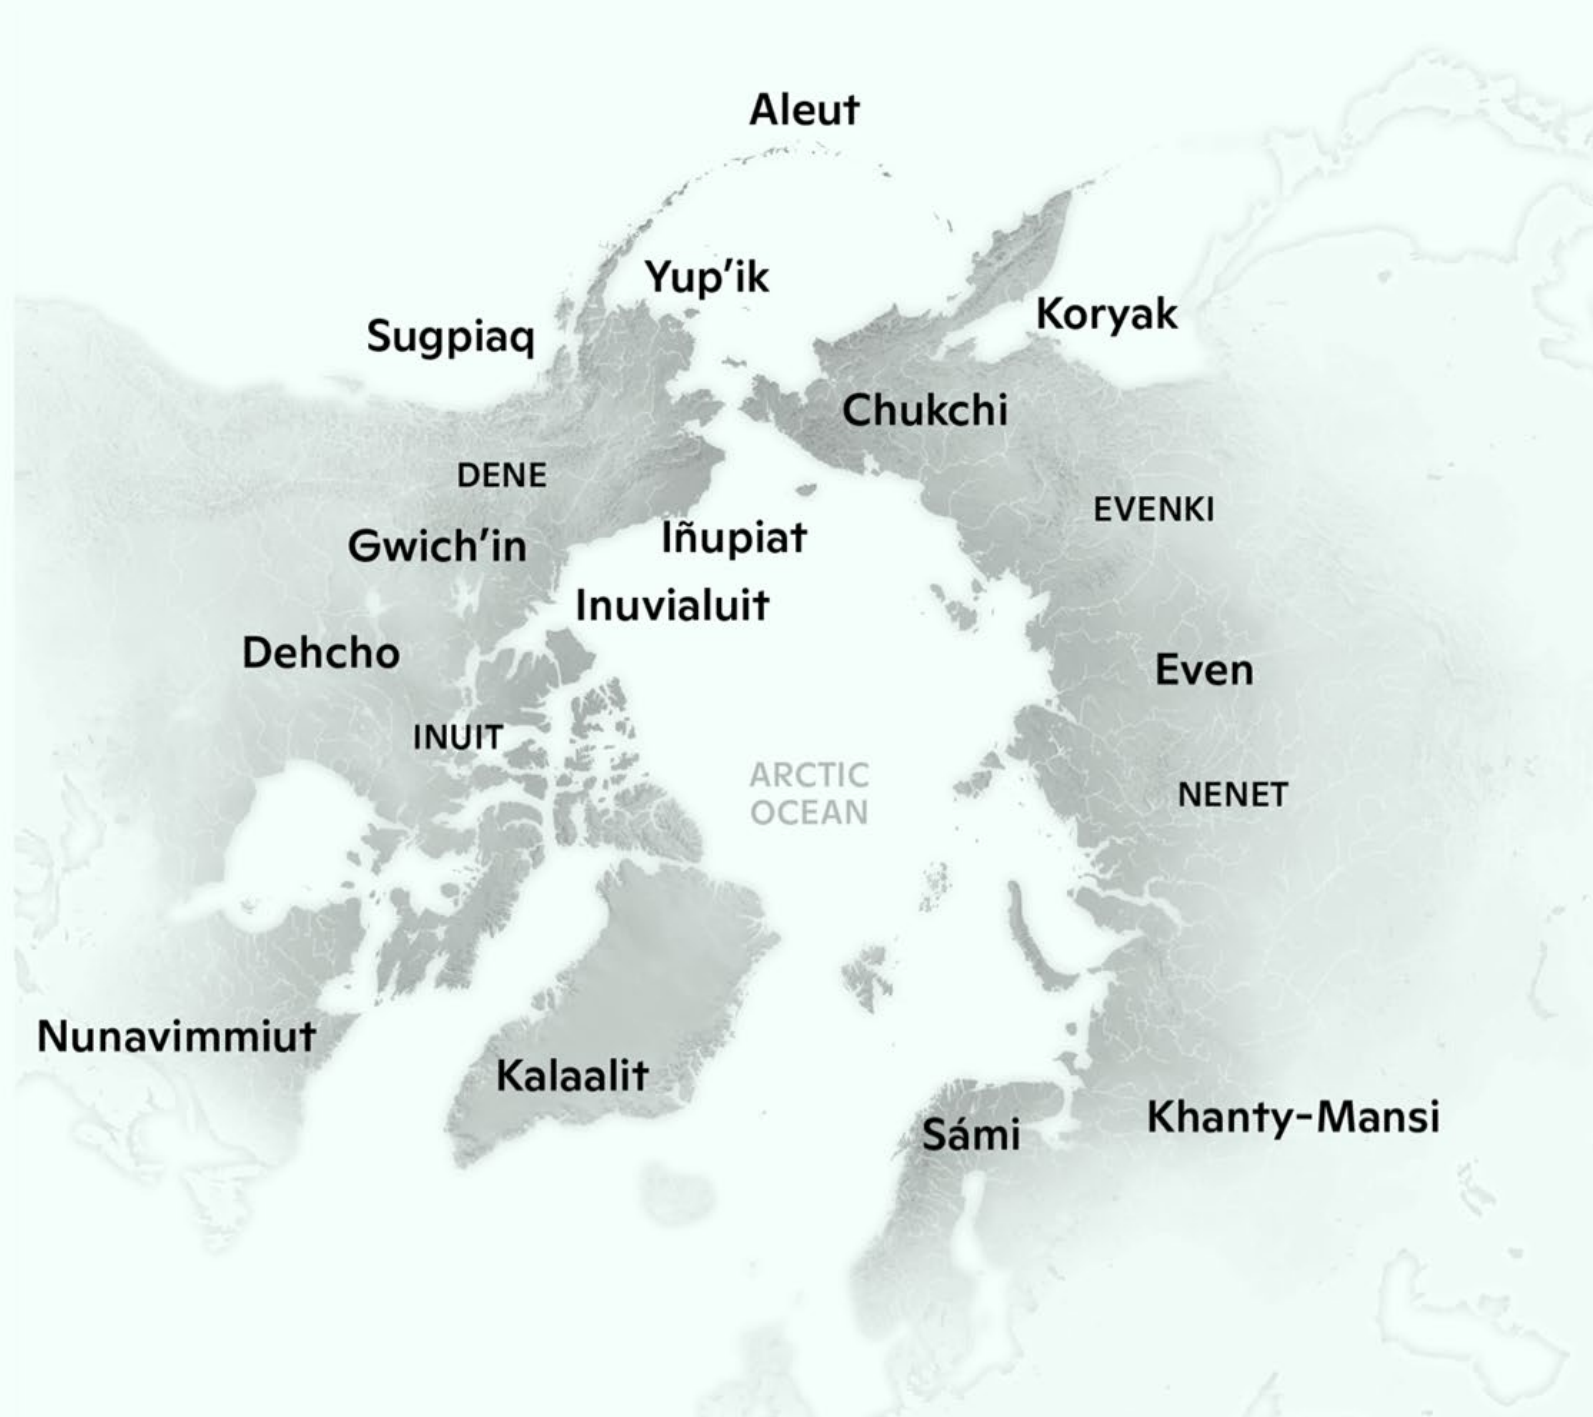 Aleut
Yup’ik
Koryak
Sugpiaq
Chukchi
DENE
EVENKI
Gwich’in
Iñupiat
Inuvialuit
Dehcho
Even
INUIT
ARCTIC
OCEAN
NENET
Nunavimmiut
Kalaalit
Khanty-Mansi
Sámi